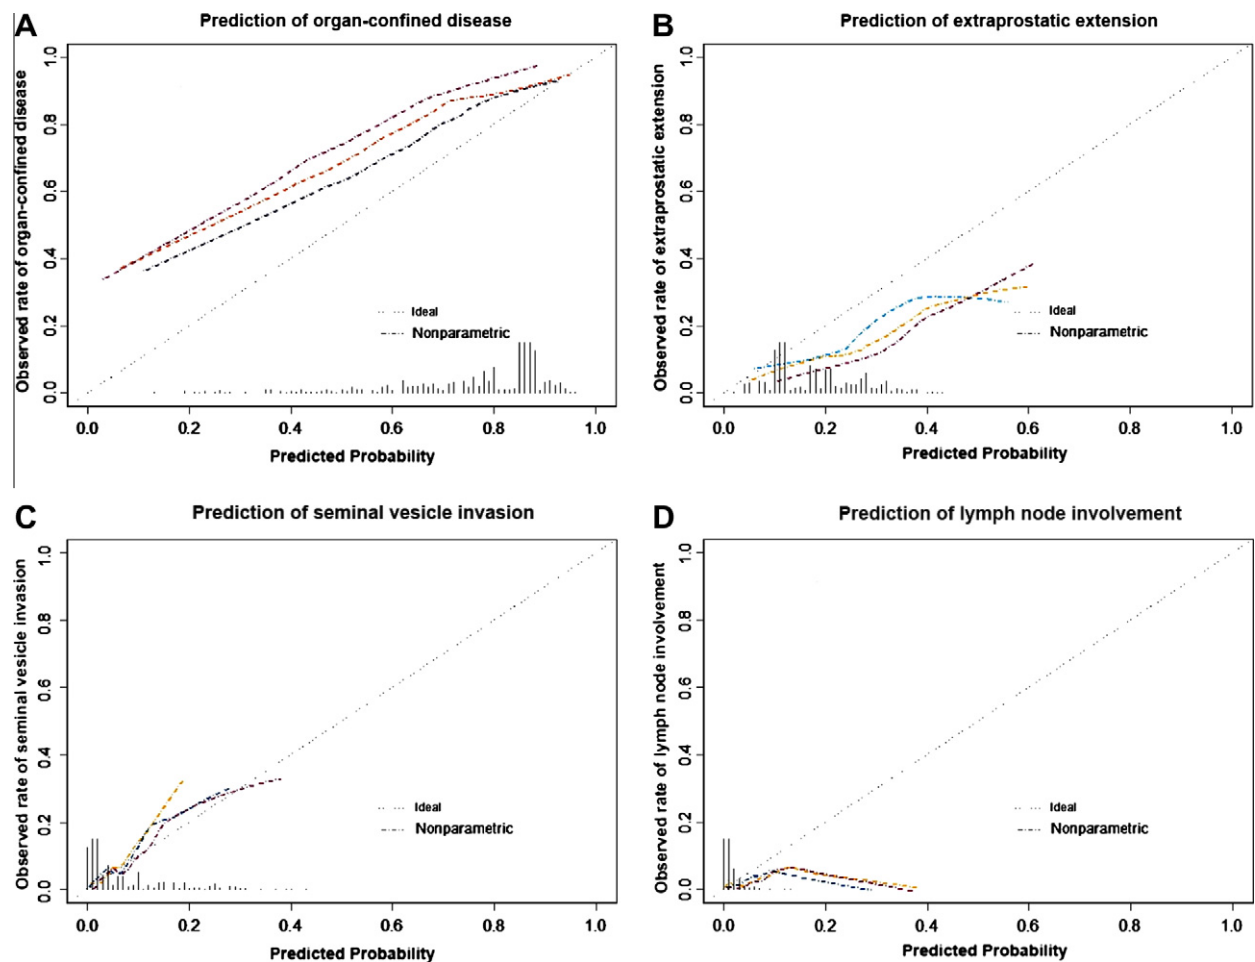 A
Prediction of organ-confined disease
Observed rate of organ-confined disease
1.0
0.8
0.6
0.4
0.2
0.0
Ideal
Nonparametric
0.0 0.2 0.4 0.6 0.8 1.0
Predicted Probability
B
Prediction of extraprostatic extension
Observed rate of extraprostatic extension
1.0
0.8
0.6
0.4
0.2
0.0
Ideal
Nonparametric
0.0 0.2 0.4 0.6 0.8 1.0
Predicted Probability
C
Prediction of seminal vesicle invasion
Observed rate of seminal vesicle invasion
1.0
0.8
0.6
0.4
0.2
0.0
Ideal
Nonparametric
0.0 0.2 0.4 0.6 0.8 1.0
Predicted Probability
D
Prediction of lymph node involvement
Observed rate of lymph node involvement
1.0
0.8
0.6
0.4
0.2
0.0
Ideal
Nonparametric
0.0 0.2 0.4 0.6 0.8 1.0
Predicted Probability